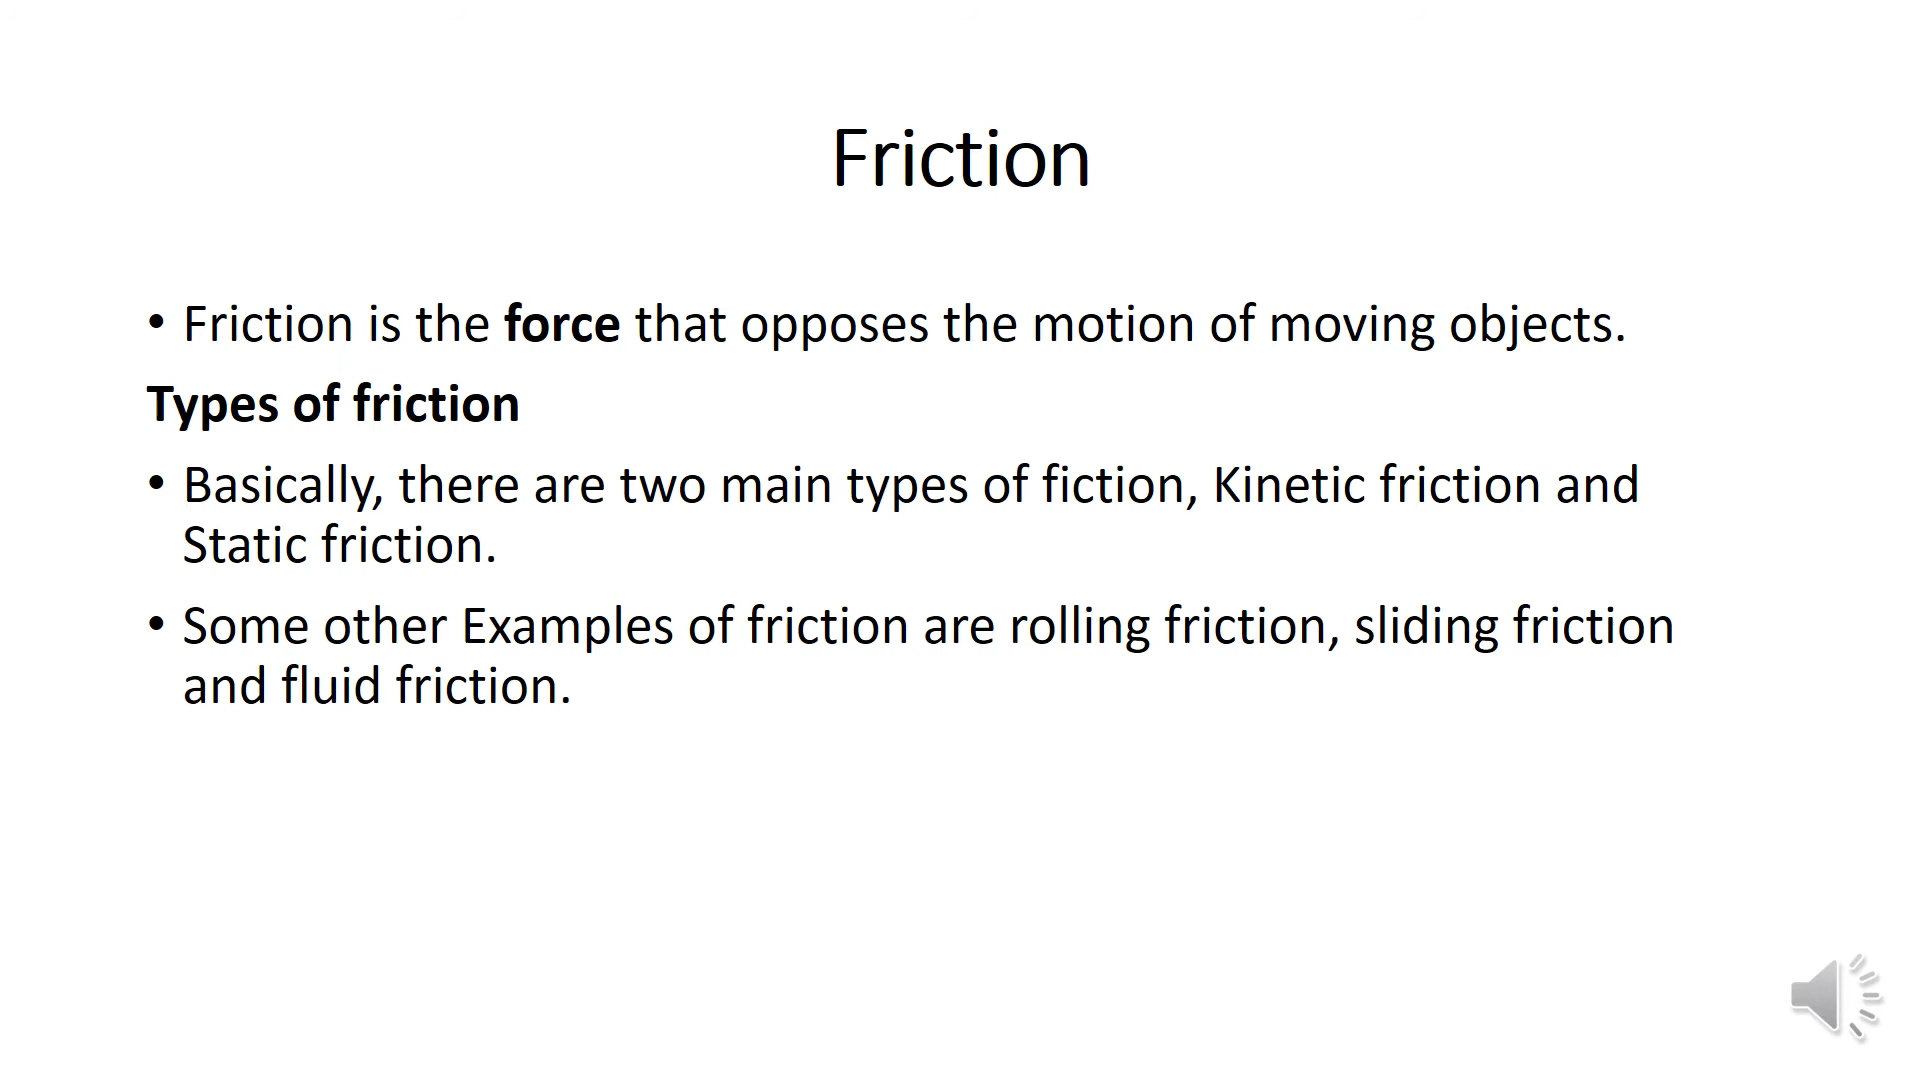 Friction
• Friction is the force that opposes the motion of moving objects.
Types of friction
• Basically, there are two main types of fiction, Kinetic friction and
Static friction.
• Some other Examples of friction are rolling friction, sliding friction
and fluid friction.